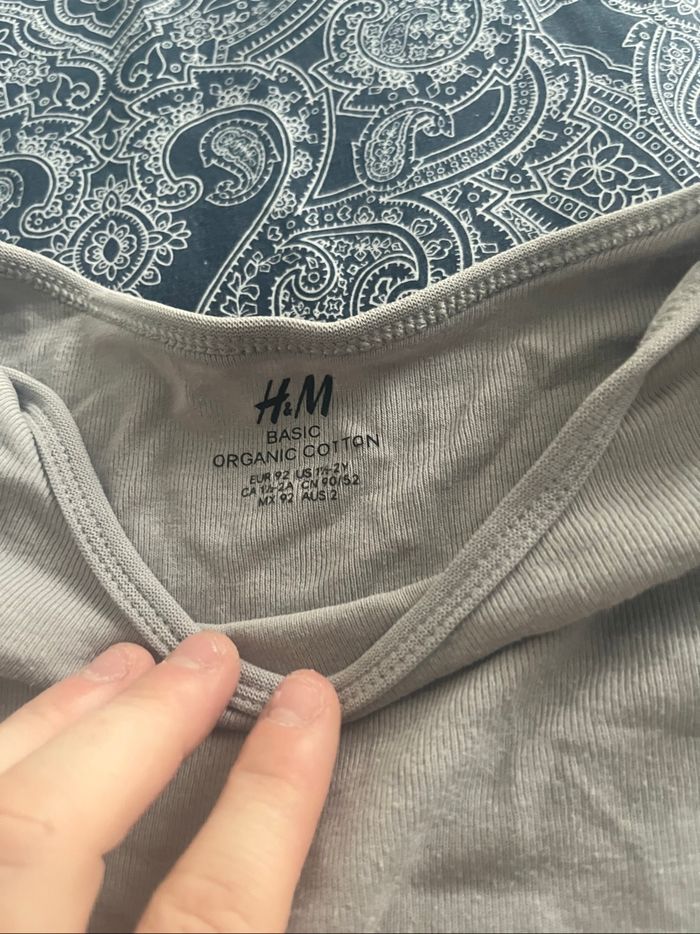 H&M
BASIC
ORGANIC COTTON
EUR 92 US 1½-2Y
CA 1½-2A CN 90/52
MX 92 AUS 2